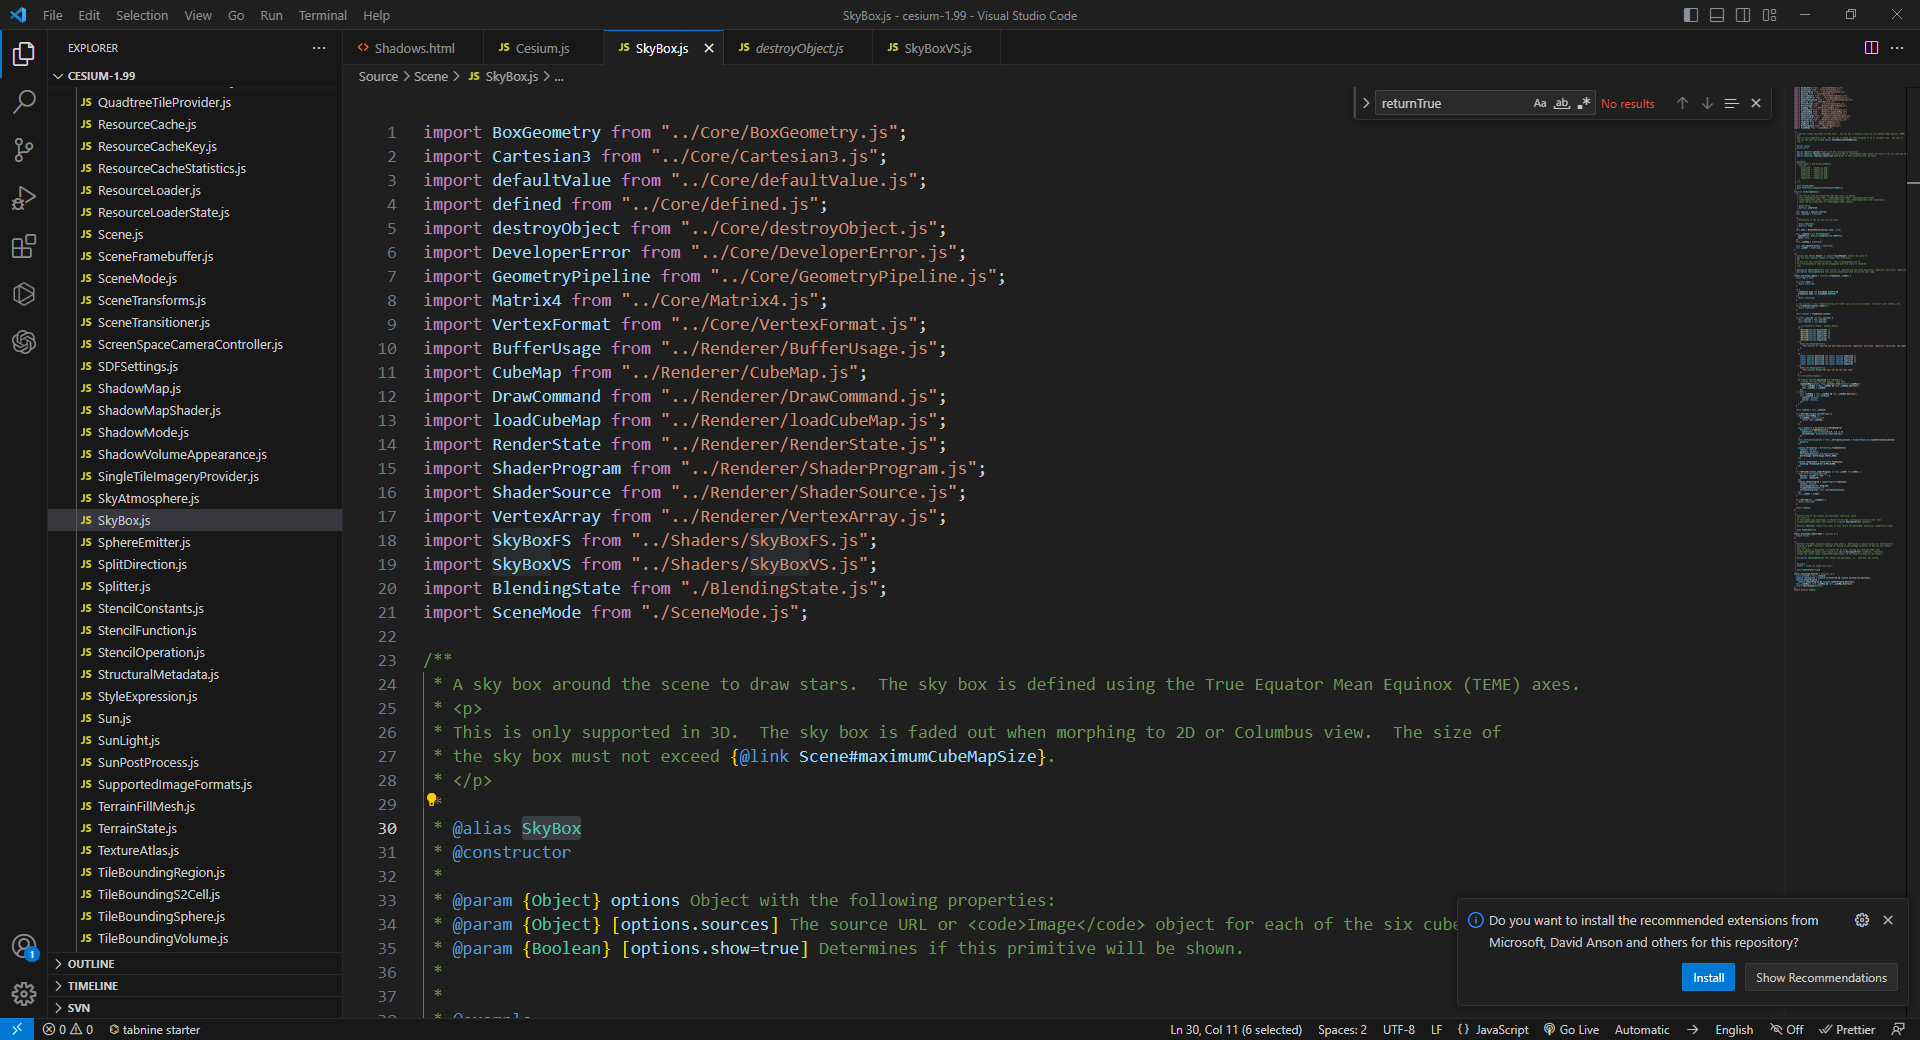 File Edit Selection View Go Run Terminal Help
SkyBox.js - cesium-1.99 - Visual Studio Code
EXPLORER
CESIUM-1.99
JS QuadtreeTileProvider.js
JS ResourceCache.js
JS ResourceCacheKey.js
JS ResourceCacheStatistics.js
JS ResourceLoader.js
JS ResourceLoaderState.js
JS Scene.js
JS SceneFramebuffer.js
JS SceneMode.js
JS SceneTransforms.js
JS SceneTransitioner.js
JS ScreenSpaceCameraController.js
JS SDFSettings.js
JS ShadowMap.js
JS ShadowMapShader.js
JS ShadowMode.js
JS ShadowVolumeAppearance.js
JS SingleTileImageryProvider.js
JS SkyAtmosphere.js
JS SkyBox.js
JS SphereEmitter.js
JS SplitDirection.js
JS Splitter.js
JS StencilConstants.js
JS StencilFunction.js
JS StencilOperation.js
JS StructuralMetadata.js
JS StyleExpression.js
JS Sun.js
JS SunLight.js
JS SunPostProcess.js
JS SupportedImageFormats.js
JS TerrainFillMesh.js
JS TerrainState.js
JS TextureAtlas.js
JS TileBoundingRegion.js
JS TileBoundingS2Cell.js
JS TileBoundingSphere.js
JS TileBoundingVolume.js
OUTLINE
TIMELINE
SVN
<> Shadows.html JS Cesium.js JS SkyBox.js JS destroyObject.js JS SkyBoxVS.js
Source > Scene > JS SkyBox.js > ...
returnTrue Aa ab .* No results
1 import BoxGeometry from "../Core/BoxGeometry.js";
2 import Cartesian3 from "../Core/Cartesian3.js";
3 import defaultValue from "../Core/defaultValue.js";
4 import defined from "../Core/defined.js";
5 import destroyObject from "../Core/destroyObject.js";
6 import DeveloperError from "../Core/DeveloperError.js";
7 import GeometryPipeline from "../Core/GeometryPipeline.js";
8 import Matrix4 from "../Core/Matrix4.js";
9 import VertexFormat from "../Core/VertexFormat.js";
10 import BufferUsage from "../Renderer/BufferUsage.js";
11 import CubeMap from "../Renderer/CubeMap.js";
12 import DrawCommand from "../Renderer/DrawCommand.js";
13 import loadCubeMap from "../Renderer/loadCubeMap.js";
14 import RenderState from "../Renderer/RenderState.js";
15 import ShaderProgram from "../Renderer/ShaderProgram.js";
16 import ShaderSource from "../Renderer/ShaderSource.js";
17 import VertexArray from "../Renderer/VertexArray.js";
18 import SkyBoxFS from "../Shaders/SkyBoxFS.js";
19 import SkyBoxVS from "../Shaders/SkyBoxVS.js";
20 import BlendingState from "./BlendingState.js";
21 import SceneMode from "./SceneMode.js";
22
23 /**
24 * A sky box around the scene to draw stars.  The sky box is defined using the True Equator Mean Equinox (TEME) axes.
25 * <p>
26 * This is only supported in 3D.  The sky box is faded out when morphing to 2D or Columbus view.  The size of
27 * the sky box must not exceed {@link Scene#maximumCubeMapSize}.
28 * </p>
29 *
30 * @alias SkyBox
31 * @constructor
32 *
33 * @param {Object} options Object with the following properties:
34 * @param {Object} [options.sources] The source URL or <code>Image</code> object for each of the six cube
35 * @param {Boolean} [options.show=true] Determines if this primitive will be shown.
36 *
37 *
38 * @example
Do you want to install the recommended extensions from
Microsoft, David Anson and others for this repository?
Install Show Recommendations
1
0 0 tabnine starter
Ln 30, Col 11 (6 selected) Spaces: 2 UTF-8 LF {} JavaScript Go Live Automatic English Off Prettier